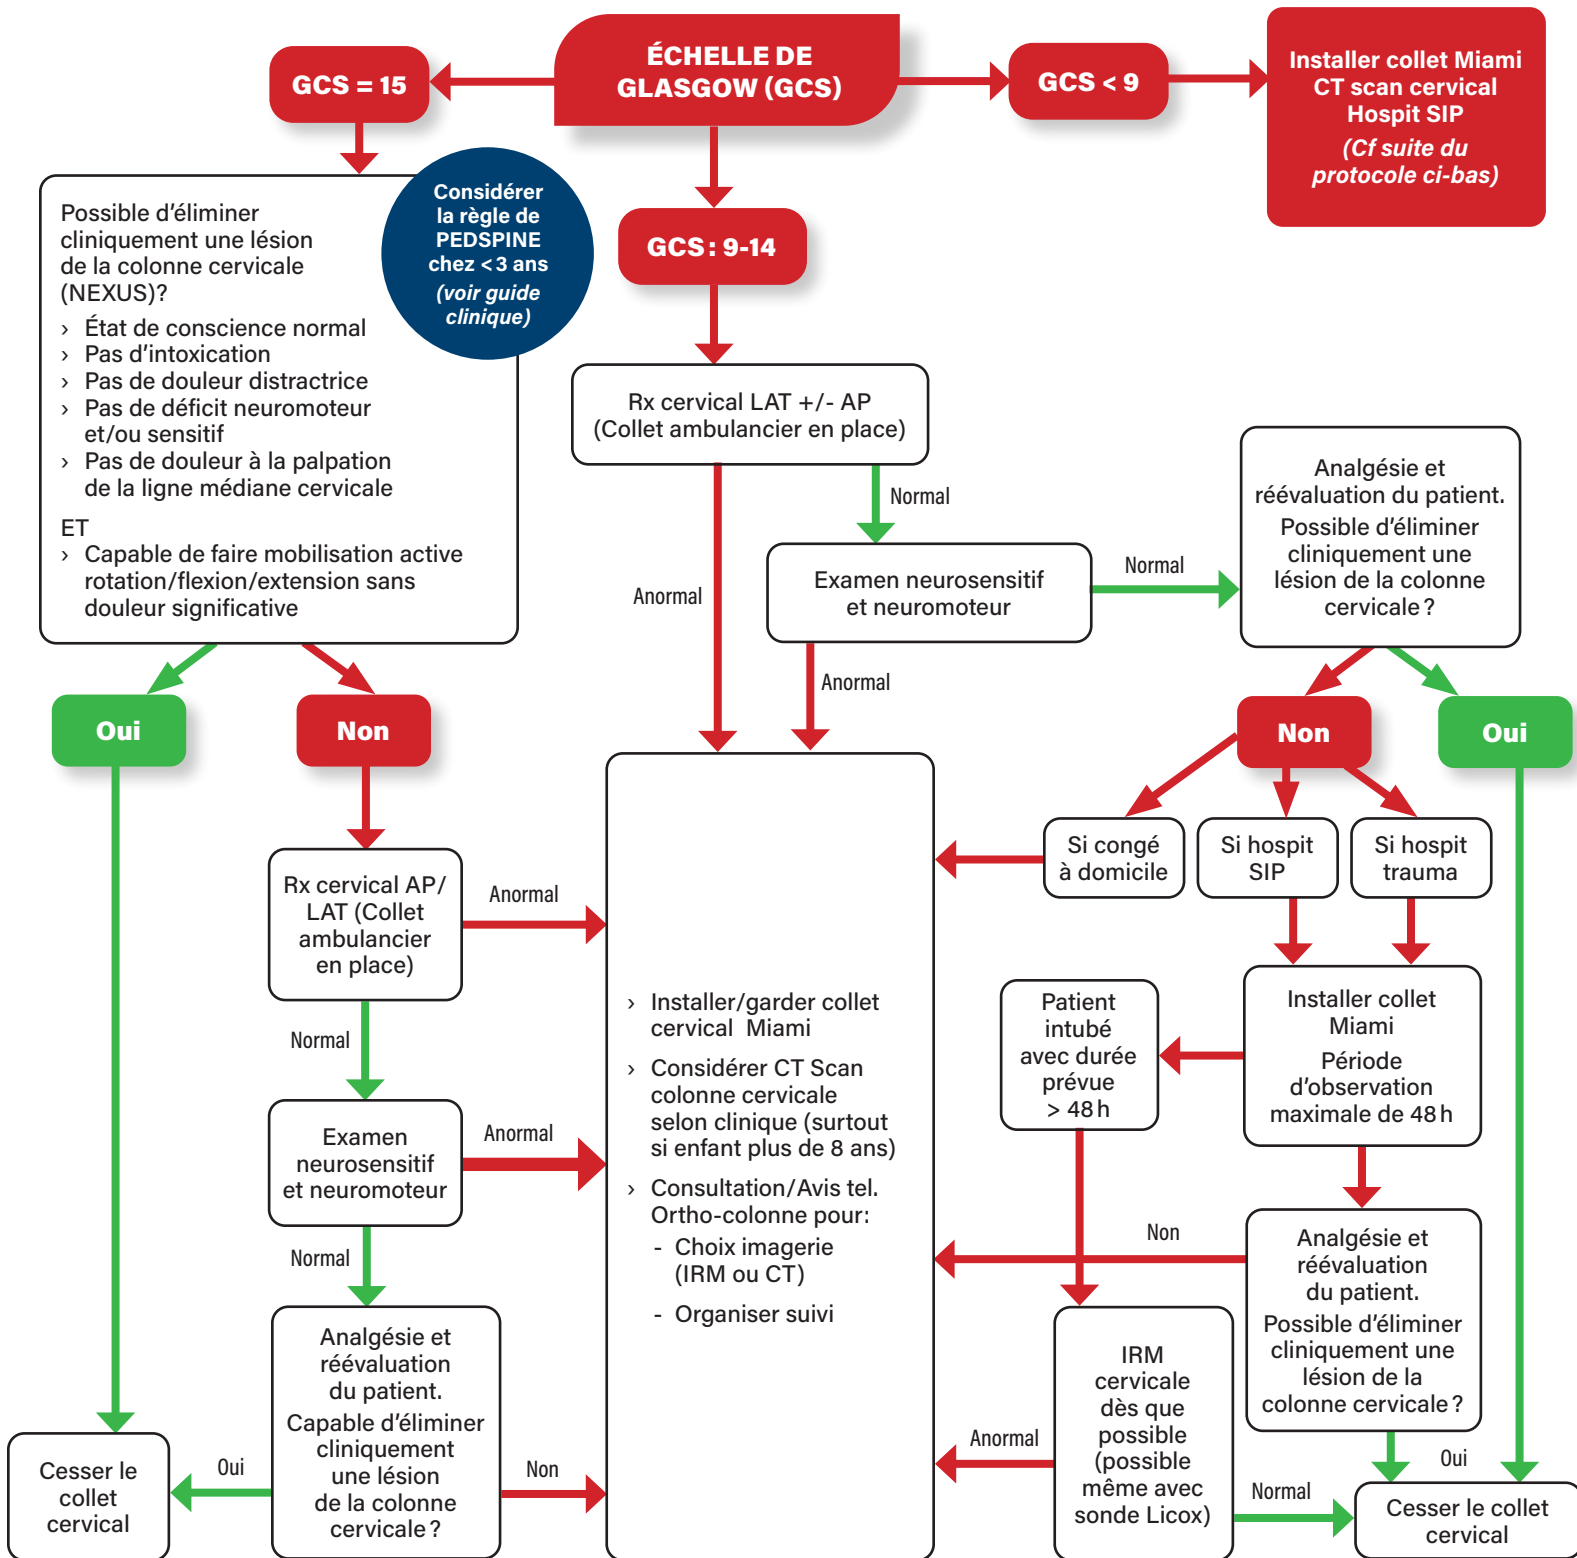 ÉCHELLE DE
GLASGOW (GCS)
GCS = 15
GCS < 9
Installer collet Miami
CT scan cervical
Hospit SIP
(Cf suite du
protocole ci-bas)
Considérer
la règle de
PEDSPINE
chez <3 ans
(voir guide
clinique)
GCS : 9-14
Possible d'éliminer
cliniquement une lésion
de la colonne cervicale
(NEXUS)?
› État de conscience normal
› Pas d'intoxication
› Pas de douleur distractrice
› Pas de déficit neuromoteur
et/ou sensitif
› Pas de douleur à la palpation
de la ligne médiane cervicale
ET
› Capable de faire mobilisation active
rotation/flexion/extension sans
douleur significative
Rx cervical LAT +/- AP
(Collet ambulancier en place)
Normal
Anormal
Examen neurosensitif
et neuromoteur
Normal
Anormal
Analgésie et
réévaluation du patient.
Possible d'éliminer
cliniquement une
lésion de la colonne
cervicale ?
Oui
Non
Non
Oui
Si congé
à domicile
Si hospit
SIP
Si hospit
trauma
Rx cervical AP/
LAT (Collet
ambulancier
en place)
Anormal
Normal
Examen
neurosensitif
et neuromoteur
Anormal
Normal
Analgésie et
réévaluation
du patient.
Capable d'éliminer
cliniquement
une lésion
de la colonne
cervicale ?
Oui
Non
Cesser le
collet
cervical
› Installer/garder collet
cervical Miami
› Considérer CT Scan
colonne cervicale
selon clinique (surtout
si enfant plus de 8 ans)
› Consultation/Avis tel.
Ortho-colonne pour:
- Choix imagerie
(IRM ou CT)
- Organiser suivi
Patient
intubé
avec durée
prévue
> 48 h
Installer collet
Miami
Période
d'observation
maximale de 48 h
Non
Analgésie et
réévaluation
du patient.
Possible d'éliminer
cliniquement une
lésion de la
colonne cervicale ?
IRM
cervicale
dès que
possible
(possible
même avec
sonde Licox)
Anormal
Normal
Oui
Cesser le collet
cervical